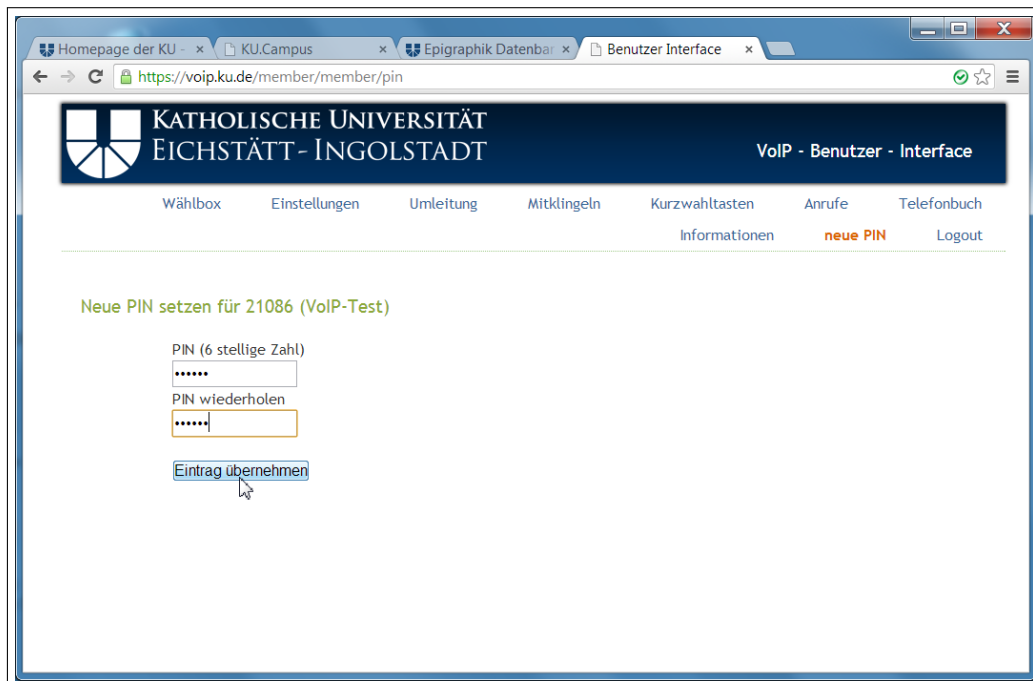 Homepage der KU -
KU.Campus
Epigraphik Datenban
Benutzer Interface
https://voip.ku.de/member/member/pin
KATHOLISCHE UNIVERSITÄT
EICHSTÄTT-INGOLSTADT
VoIP - Benutzer - Interface
Wählbox Einstellungen Umleitung Mitklingeln Kurzwahltasten Anrufe Telefonbuch
Informationen neue PIN Logout
Neue PIN setzen für 21086 (VoIP-Test)
PIN (6 stellige Zahl)
••••••
PIN wiederholen
••••••
Eintrag übernehmen